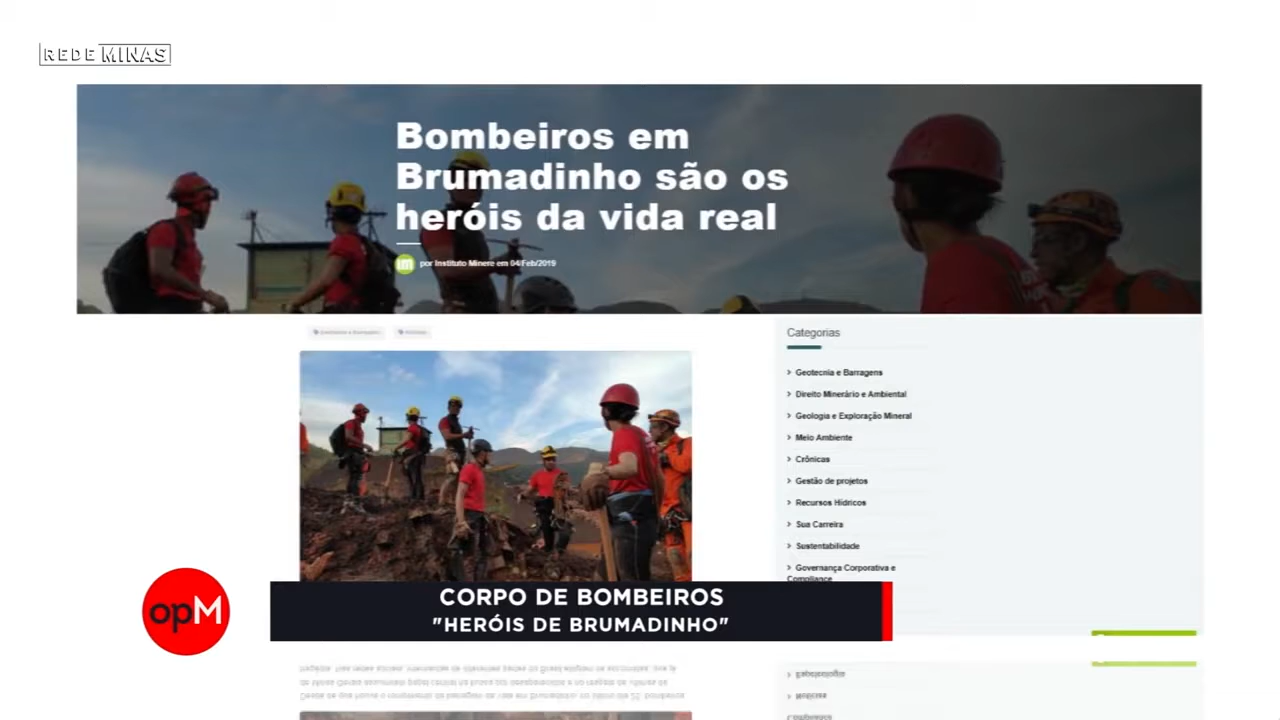 REDE MINAS
Bombeiros em
Brumadinho são os
heróis da vida real
por Instituto Minere em 04/Feb/2019
Categorias
Geotecnia e Barragens
Direito Minerário e Ambiental
Geologia e Exploração Mineral
Meio Ambiente
Crônicas
Gestão de projetos
Recursos Hídricos
Sua Carreira
Sustentabilidade
Governança Corporativa e
Compliance
opM
CORPO DE BOMBEIROS
"HERÓIS DE BRUMADINHO"